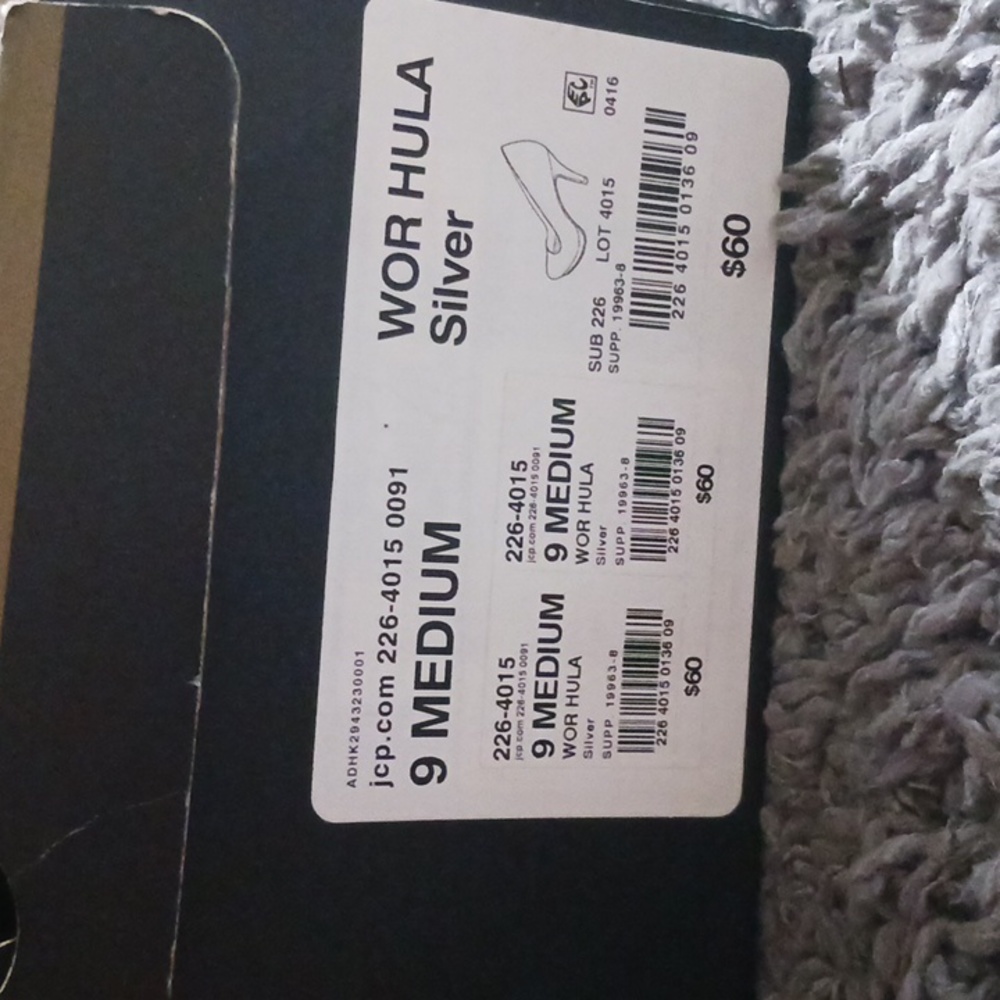 ADHK2943230001
jcp.com 226-4015 0091
9 MEDIUM
WOR HULA
Silver
226-4015
jcp.com 226-4015 0091
9 MEDIUM
WOR HULA
Silver
SUPP. 19963-8
226 4015 0136 09
$60
226-4015
jcp.com 226-4015 0091
9 MEDIUM
WOR HULA
Silver
SUPP. 19963-8
226 4015 0136 09
$60
0416
SUB 226 LOT 4015
SUPP. 19963-8
226 4015 0136 09
$60